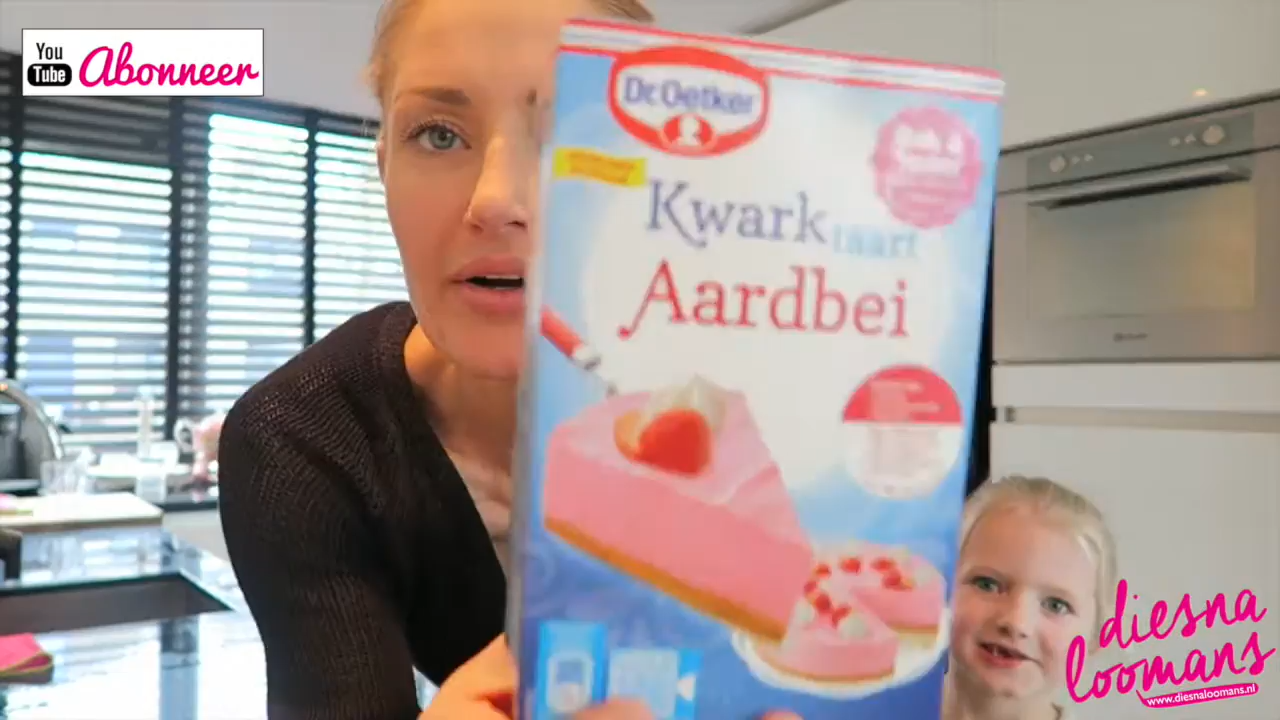 You
Tube
Abonneer
Dr. Oetker
Kwark taart
Aardbei
diesna
loomans
www.diesnaloomans.nl